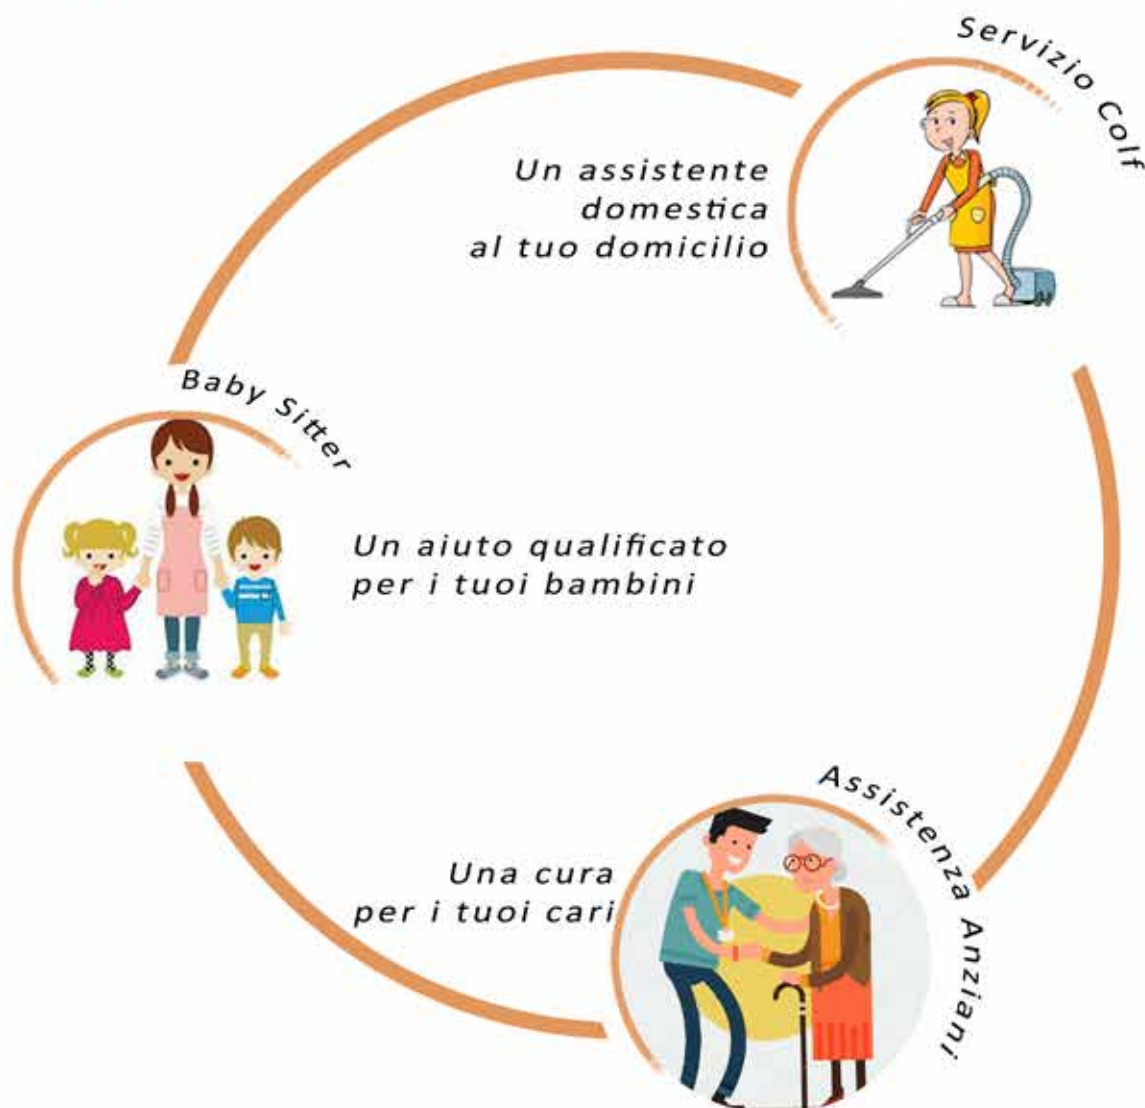 Servizio Colf
Un assistente
domestica
al tuo domicilio
Baby Sitter
Un aiuto qualificato
per i tuoi bambini
Assistenza Anziani
Una cura
per i tuoi cari